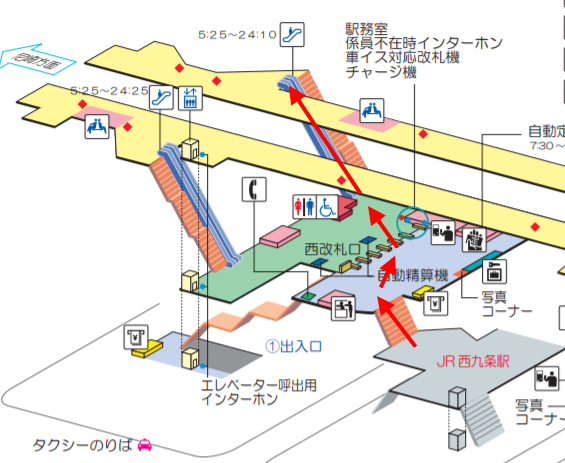 駅務室
係員不在時インターホン
車イス対応改札機
チャージ機
5:25～24:10
尼崎方面
5:25～24:25
自動定
7:30～
西改札口
自動精算機
写真
コーナー
①出入口
JR西九条駅
エレベーター呼出用
インターホン
写真
コーナー
タクシーのりば